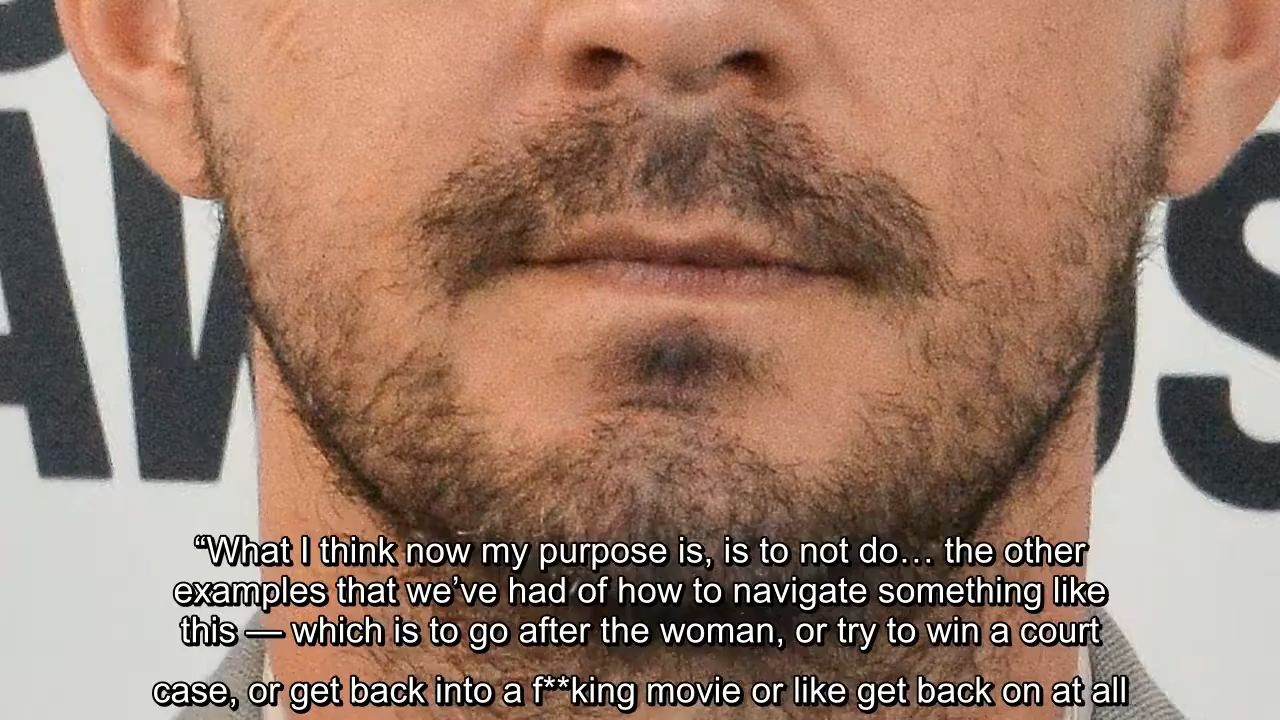 AWDS
“What I think now my purpose is, is to not do… the other
examples that we’ve had of how to navigate something like
this — which is to go after the woman, or try to win a court
case, or get back into a f**king movie or like get back on at all